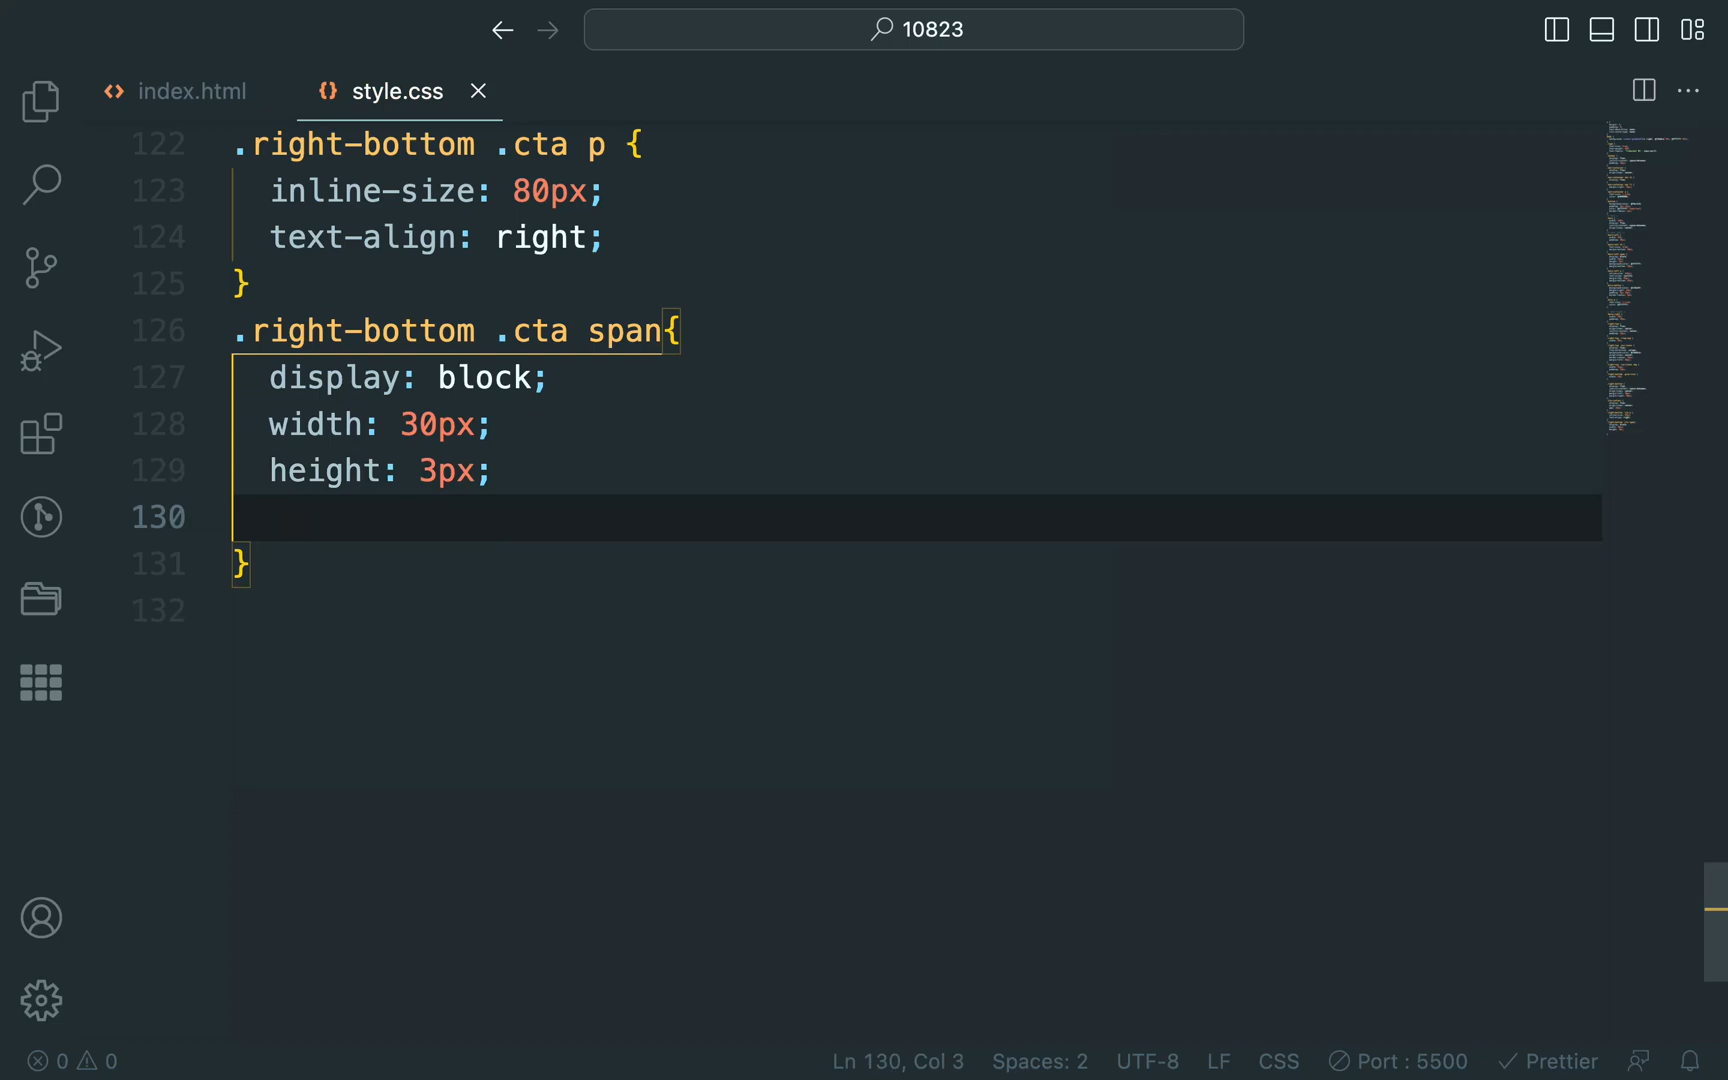 10823
index.html
style.css
122 .right-bottom .cta p {
123 inline-size: 80px;
124 text-align: right;
125 }
126 .right-bottom .cta span{
127 display: block;
128 width: 30px;
129 height: 3px;
130
131 }
132
0 0 Ln 130, Col 3 Spaces: 2 UTF-8 LF CSS Port : 5500 Prettier